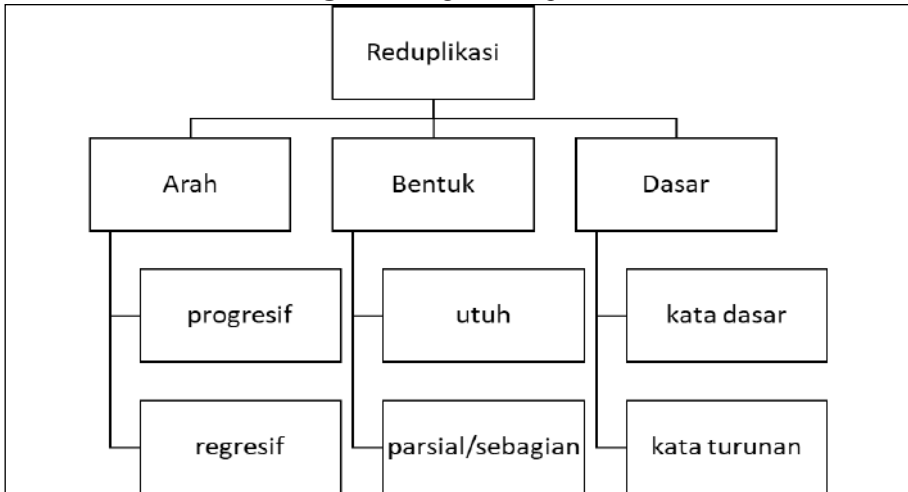 Reduplikasi
Arah
Bentuk
Dasar
progresif
utuh
kata dasar
regresif
parsial/sebagian
kata turunan